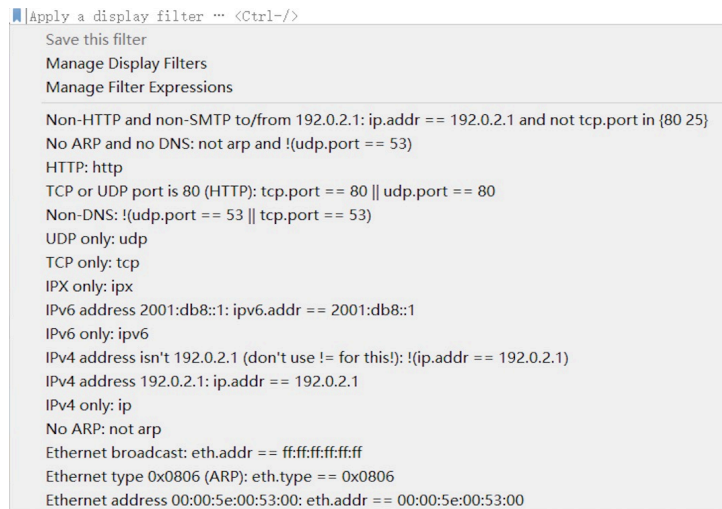 Apply a display filter … <Ctrl-/>
Save this filter
Manage Display Filters
Manage Filter Expressions
Non-HTTP and non-SMTP to/from 192.0.2.1: ip.addr == 192.0.2.1 and not tcp.port in {80 25}
No ARP and no DNS: not arp and !(udp.port == 53)
HTTP: http
TCP or UDP port is 80 (HTTP): tcp.port == 80 || udp.port == 80
Non-DNS: !(udp.port == 53 || tcp.port == 53)
UDP only: udp
TCP only: tcp
IPX only: ipx
IPv6 address 2001:db8::1: ipv6.addr == 2001:db8::1
IPv6 only: ipv6
IPv4 address isn't 192.0.2.1 (don't use != for this!): !(ip.addr == 192.0.2.1)
IPv4 address 192.0.2.1: ip.addr == 192.0.2.1
IPv4 only: ip
No ARP: not arp
Ethernet broadcast: eth.addr == ff:ff:ff:ff:ff:ff
Ethernet type 0x0806 (ARP): eth.type == 0x0806
Ethernet address 00:00:5e:00:53:00: eth.addr == 00:00:5e:00:53:00